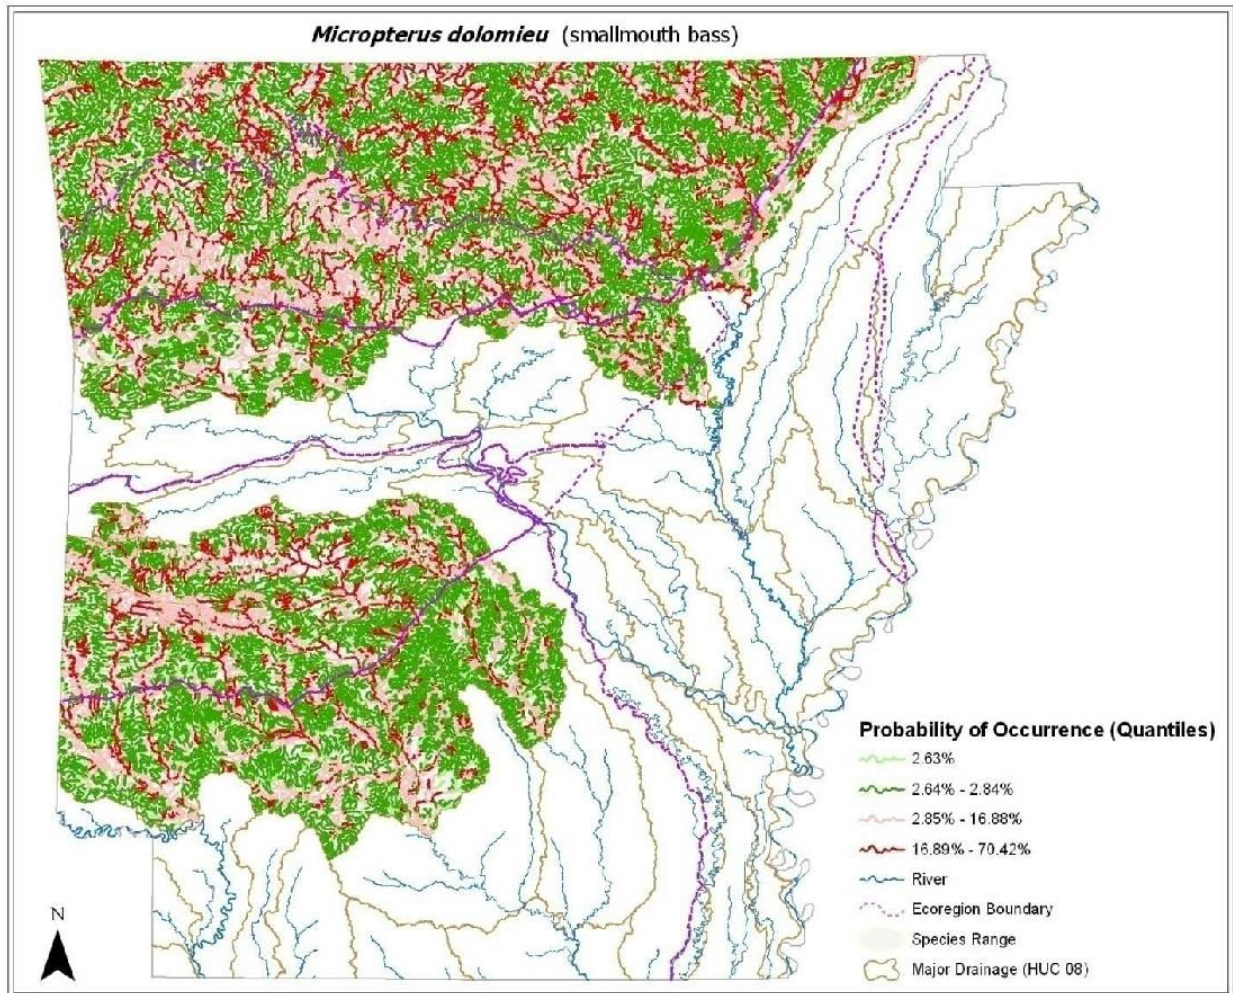 Micropterus dolomieu (smallmouth bass)
Probability of Occurrence (Quantiles)
2.63%
2.64% - 2.84%
2.85% - 16.88%
16.89% - 70.42%
River
Ecoregion Boundary
Species Range
Major Drainage (HUC 08)
N